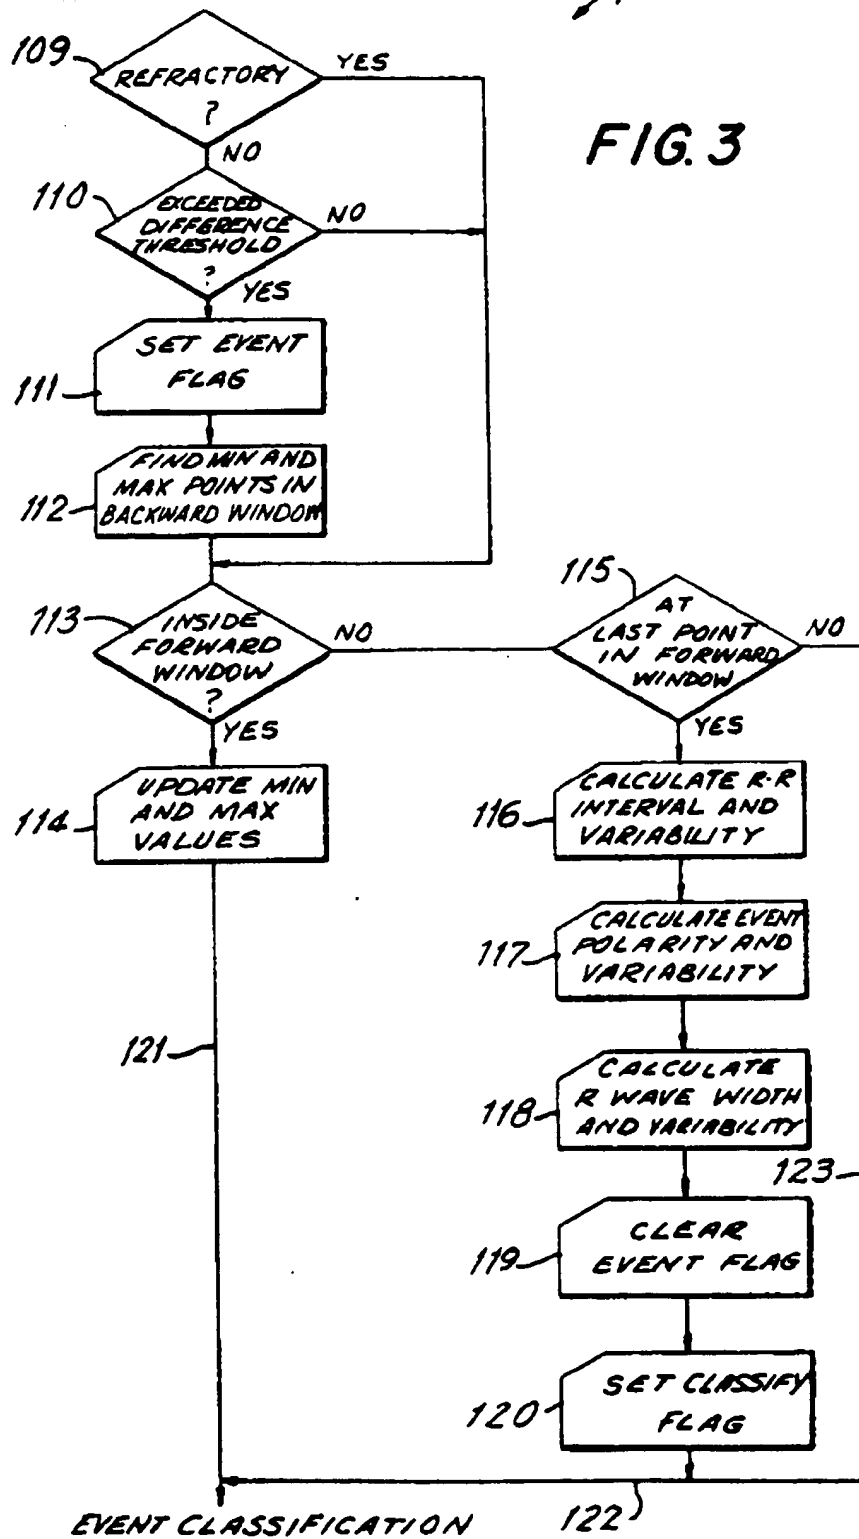 FIG. 3
109
REFRACTORY
?
YES
NO
110
EXCEEDED
DIFFERENCE
THRESHOLD
?
NO
YES
111
SET EVENT
FLAG
112
FIND MIN AND
MAX POINTS IN
BACKWARD WINDOW
113
INSIDE
FORWARD
WINDOW
?
NO
YES
114
UPDATE MIN
AND MAX
VALUES
115
AT
LAST POINT
IN FORWARD
WINDOW
NO
YES
116
CALCULATE R-R
INTERVAL AND
VARIABILITY
117
CALCULATE EVENT
POLARITY AND
VARIABILITY
118
CALCULATE
R WAVE WIDTH
AND VARIABILITY
119
CLEAR
EVENT FLAG
120
SET CLASSIFY
FLAG
121
122
123
EVENT CLASSIFICATION